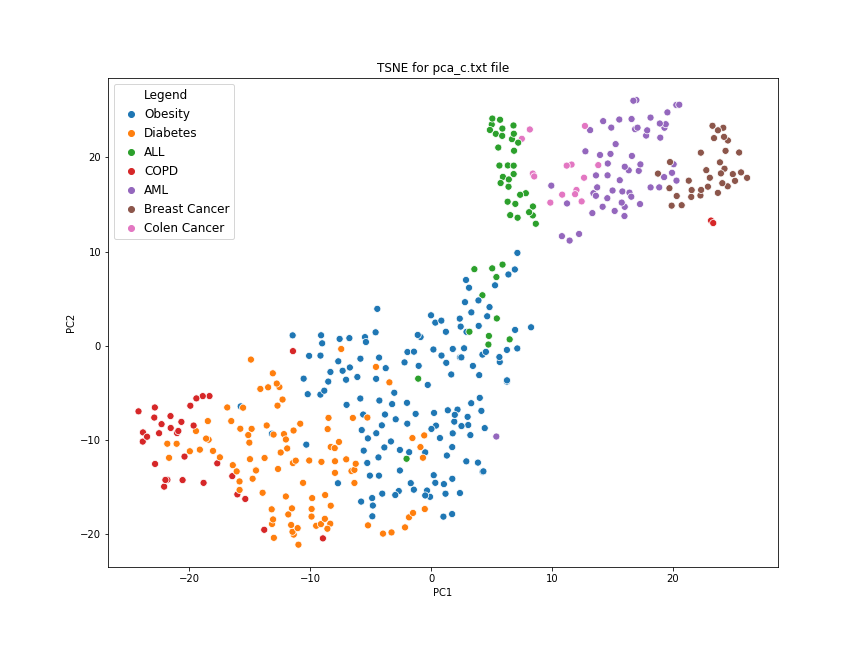 TSNE for pca_c.txt file
Legend
Obesity
Diabetes
ALL
COPD
AML
Breast Cancer
Colen Cancer
PC2
20
10
0
−10
−20
−20
−10
0
10
20
PC1